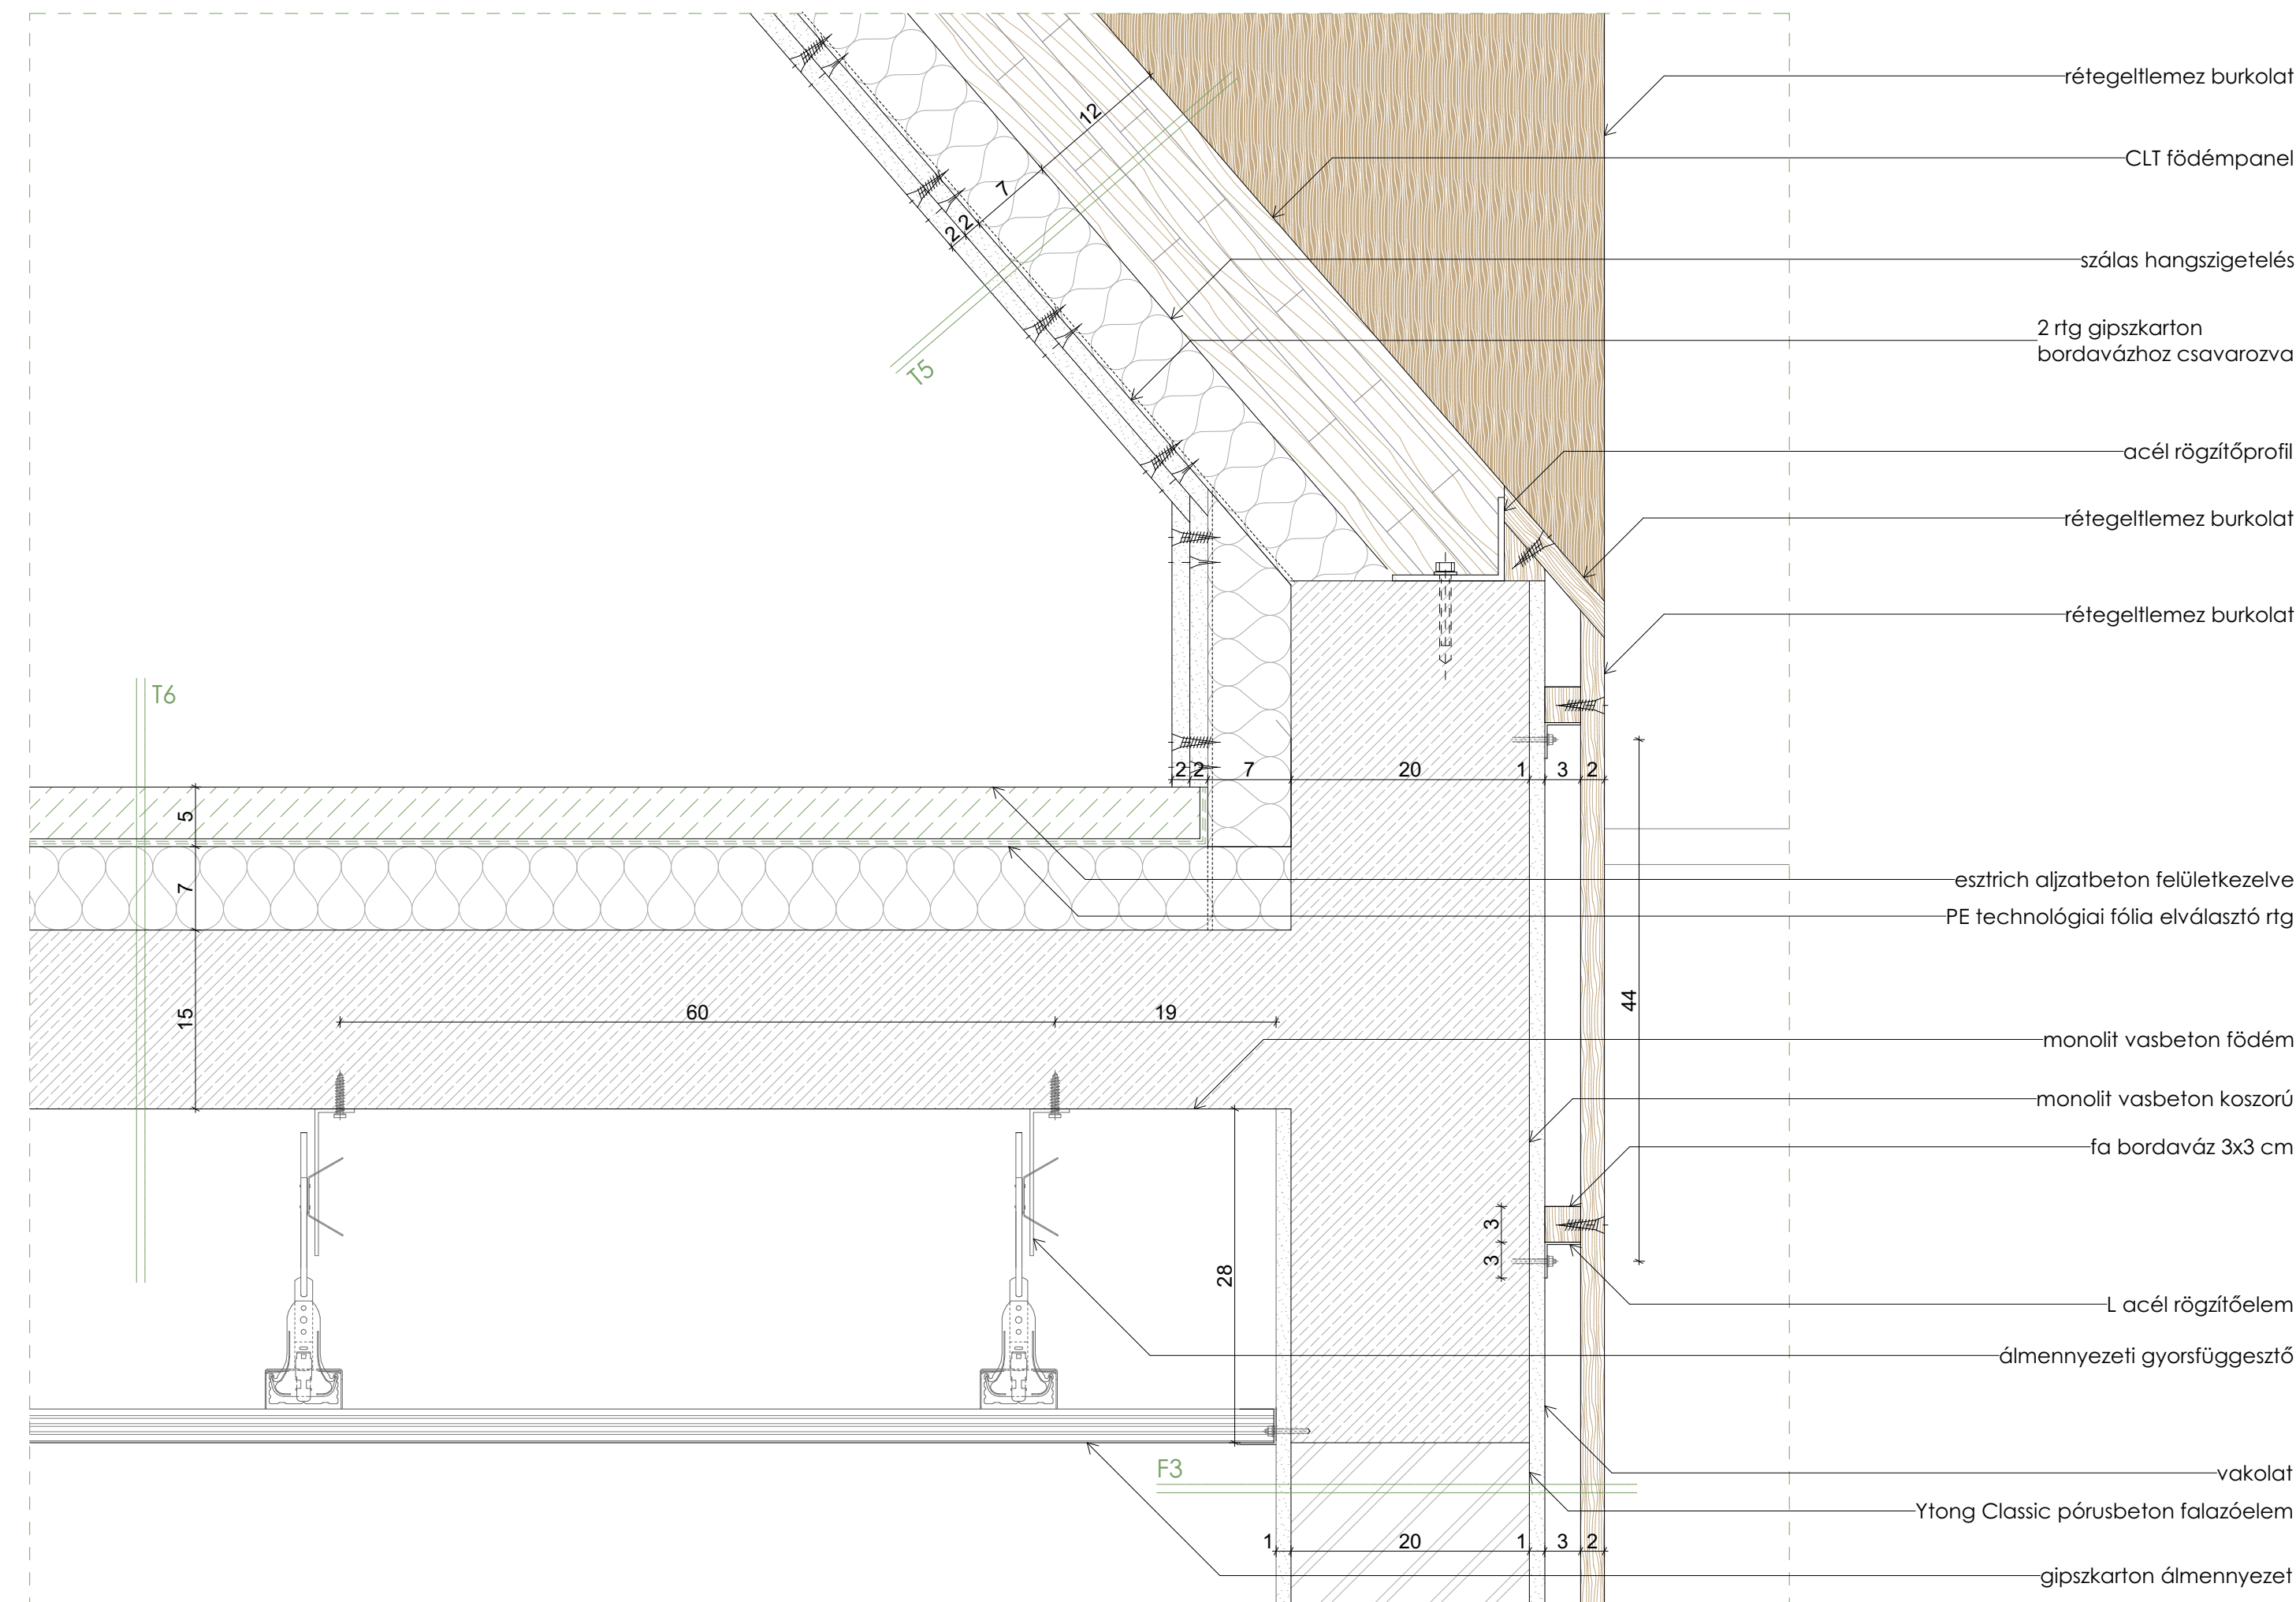 rétegeltlemez burkolat
12
CLT födémpanel
7
2
2
szálas hangszigetelés
2 rtg gipszkarton
bordavázhoz csavarozva
T5
acél rögzítőprofil
rétegeltlemez burkolat
rétegeltlemez burkolat
T6
2 2 7 20 1 3 2
5
esztrich aljzatbeton felületkezelve
7
PE technológiai fólia elválasztó rtg
44
60 19
15
monolit vasbeton födém
monolit vasbeton koszorú
fa bordaváz 3x3 cm
3
3
28
L acél rögzítőelem
álmennyezeti gyorsfüggesztő
F3
vakolat
Ytong Classic pórusbeton falazóelem
1 20 1 3 2
gipszkarton álmennyezet